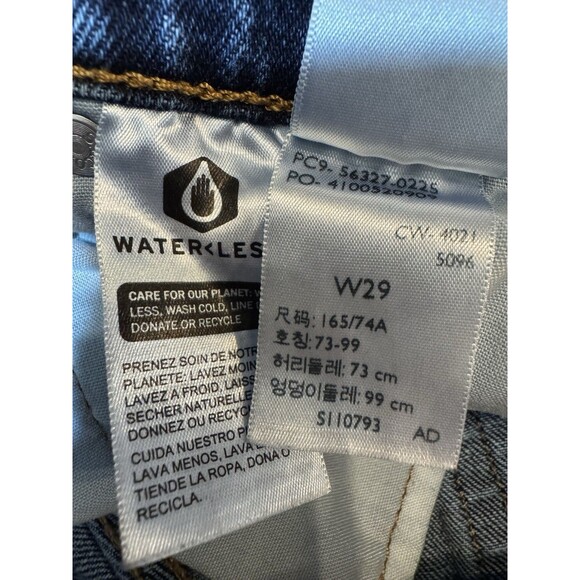 WATER<LES
CARE FOR OUR PLANET:
LESS, WASH COLD, LINE
DONATE OR RECYCLE
PRENEZ SOIN DE NOTR
PLANETE: LAVEZ MOIN
LAVEZ A FROID, LAISS
SECHER NATURELLE
DONNEZ OU RECYC
CUIDA NUESTRO P
LAVA MENOS, LAVA E
TIENDE LA ROPA, DONA O
RECICLA.
PC9- 56327-0225
PO- 4100520909
CW- 4021
5096
W29
尺码: 165/74A
호칭: 73-99
허리둘레: 73 cm
엉덩이둘레: 99 cm
S110793
AD